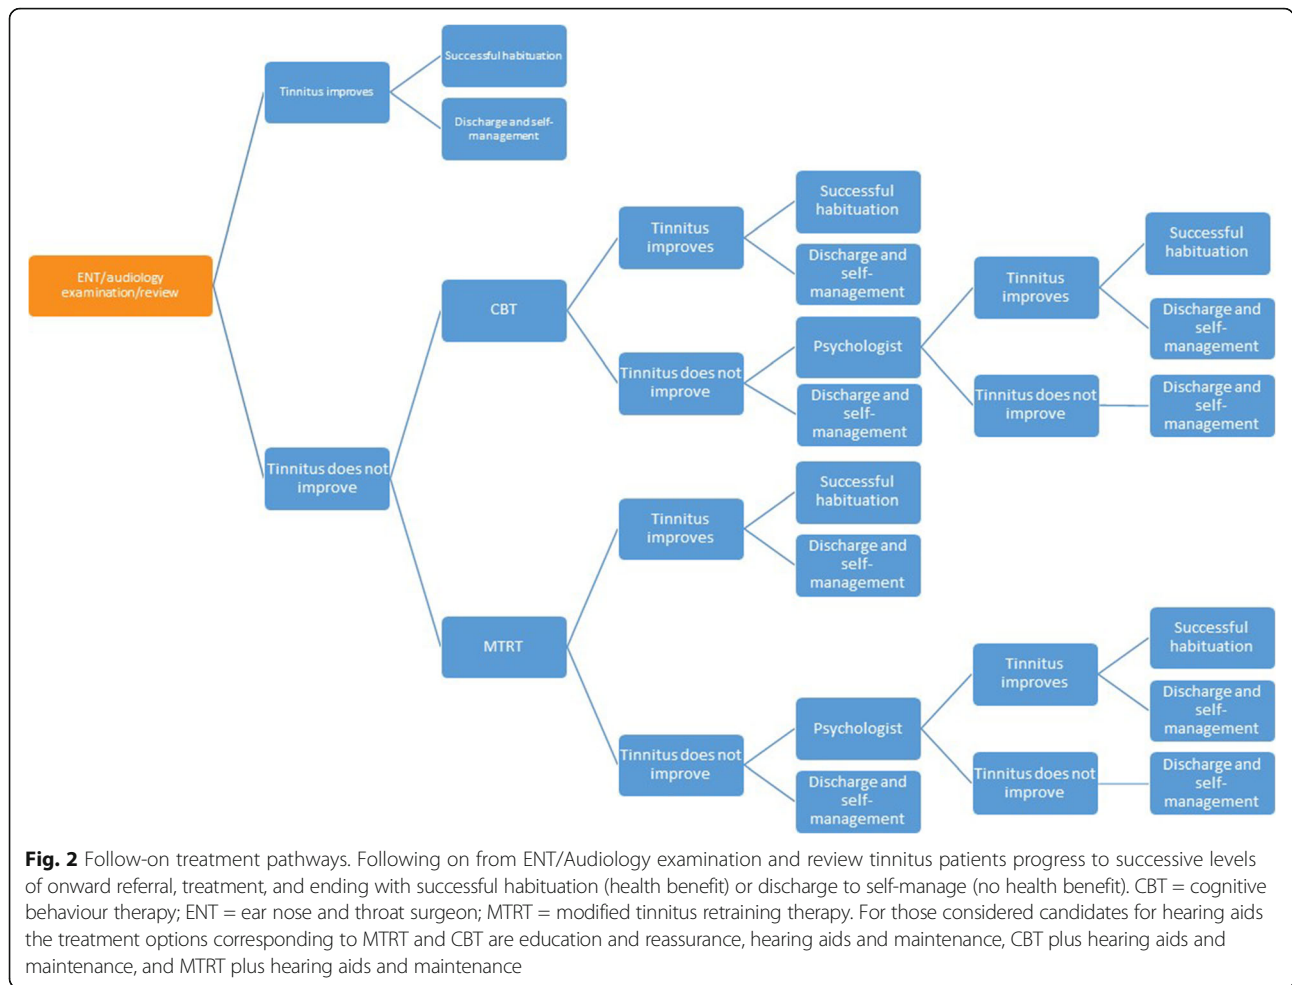 Successful habituation
Tinnitus improves
Discharge and self-
management
ENT/audiology
examination/review
Tinnitus does not
improve
CBT
Tinnitus
improves
Successful
habituation
Discharge and
self-
management
Tinnitus does not
improve
Psychologist
Discharge and
self-
management
Tinnitus
improves
Successful
habituation
Discharge and
self-
management
Tinnitus does not
improve
Discharge and
self-
management
MTRT
Tinnitus
improves
Successful
habituation
Discharge and
self-
management
Tinnitus does not
improve
Psychologist
Discharge and
self-
management
Tinnitus
improves
Successful
habituation
Discharge and
self-
management
Tinnitus does not
improve
Discharge and
self-
management
Fig. 2 Follow-on treatment pathways. Following on from ENT/Audiology examination and review tinnitus patients progress to successive levels
of onward referral, treatment, and ending with successful habituation (health benefit) or discharge to self-manage (no health benefit). CBT = cognitive
behaviour therapy; ENT = ear nose and throat surgeon; MTRT = modified tinnitus retraining therapy. For those considered candidates for hearing aids
the treatment options corresponding to MTRT and CBT are education and reassurance, hearing aids and maintenance, CBT plus hearing aids and
maintenance, and MTRT plus hearing aids and maintenance